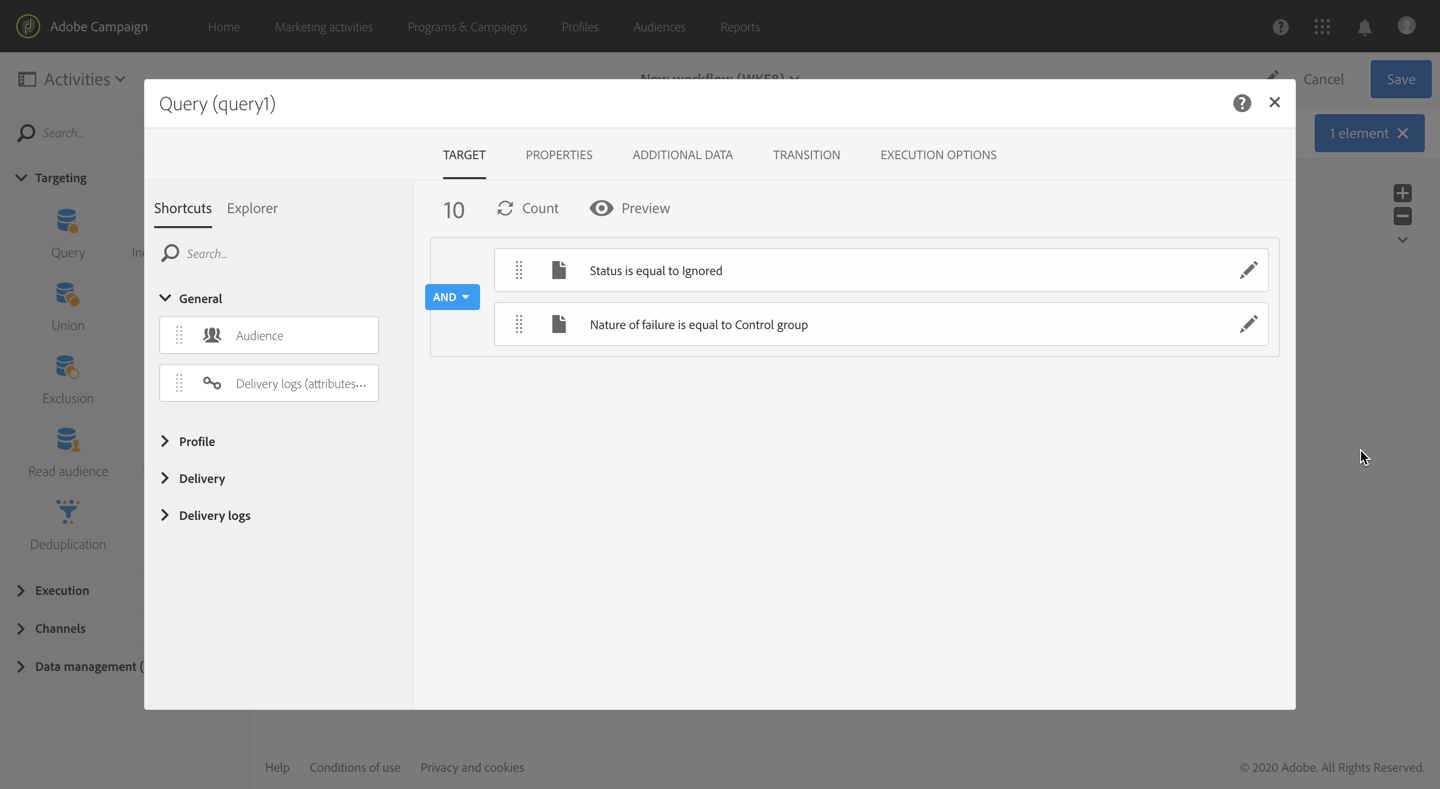 Adobe Campaign
Home
Marketing activities
Programs & Campaigns
Profiles
Audiences
Reports
Activities
New workflow (WKF8)
Cancel
Save
Query (query1)
Search...
1 element
TARGET
PROPERTIES
ADDITIONAL DATA
TRANSITION
EXECUTION OPTIONS
Targeting
Query
Union
Exclusion
Read audience
Deduplication
Execution
Channels
Data management (
Shortcuts
Explorer
Search...
General
Audience
Delivery logs (attributes...
Profile
Delivery
Delivery logs
10
Count
Preview
Status is equal to Ignored
AND
Nature of failure is equal to Control group
Help
Conditions of use
Privacy and cookies
© 2020 Adobe. All Rights Reserved.